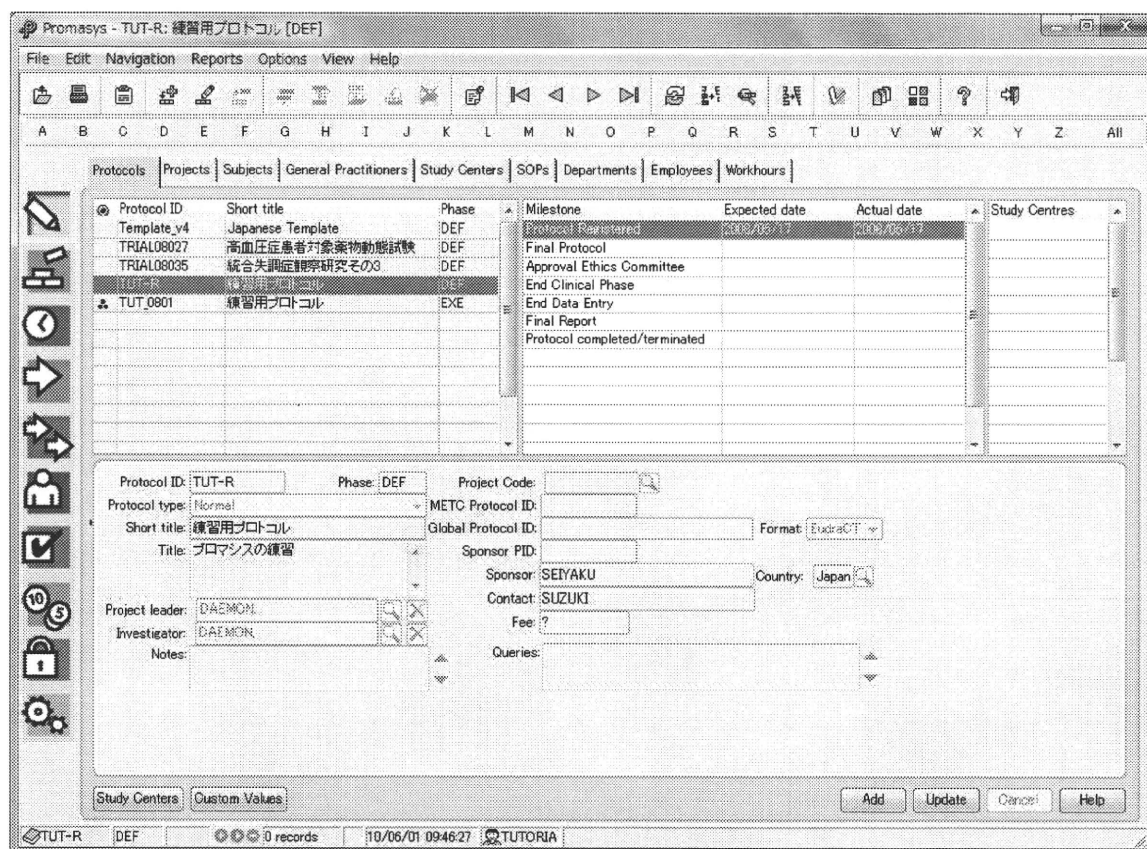 Promasys - TUT-R: 練習用プロトコル [DEF]
File Edit Navigation Reports Options View Help
A B C D E F G H I J K L M N O P Q R S T U V W X Y Z All
Protocols Projects Subjects General Practitioners Study Centers SOPs Departments Employees Workhours
Protocol ID Short title Phase Milestone Expected date Actual date Study Centres
Template_v4 Japanese Template DEF Protocol Registered 2008/06/17 2008/06/17
TRIAL08027 高血圧症患者対象薬物動態試験 DEF Final Protocol
TRIAL08035 統合失調症観察研究その3 DEF Approval Ethics Committee
TUT-R 練習用プロトコル DEF End Clinical Phase
TUT_0801 練習用プロトコル EXE End Data Entry
Final Report
Protocol completed/terminated
Protocol ID: TUT-R Phase: DEF Project Code:
Protocol type: Normal METC Protocol ID:
Short title: 練習用プロトコル Global Protocol ID: Format: EudraCT
Title: プロマシスの練習 Sponsor PID:
Sponsor: SEIYAKU Country: Japan
Project leader: DAEMON, Contact: SUZUKI
Investigator: DAEMON, Fee: ?
Notes: Queries:
Study Centers Custom Values Add Update Cancel Help
TUT-R DEF 0 records 10/06/01 09:46:27 TUTORIA